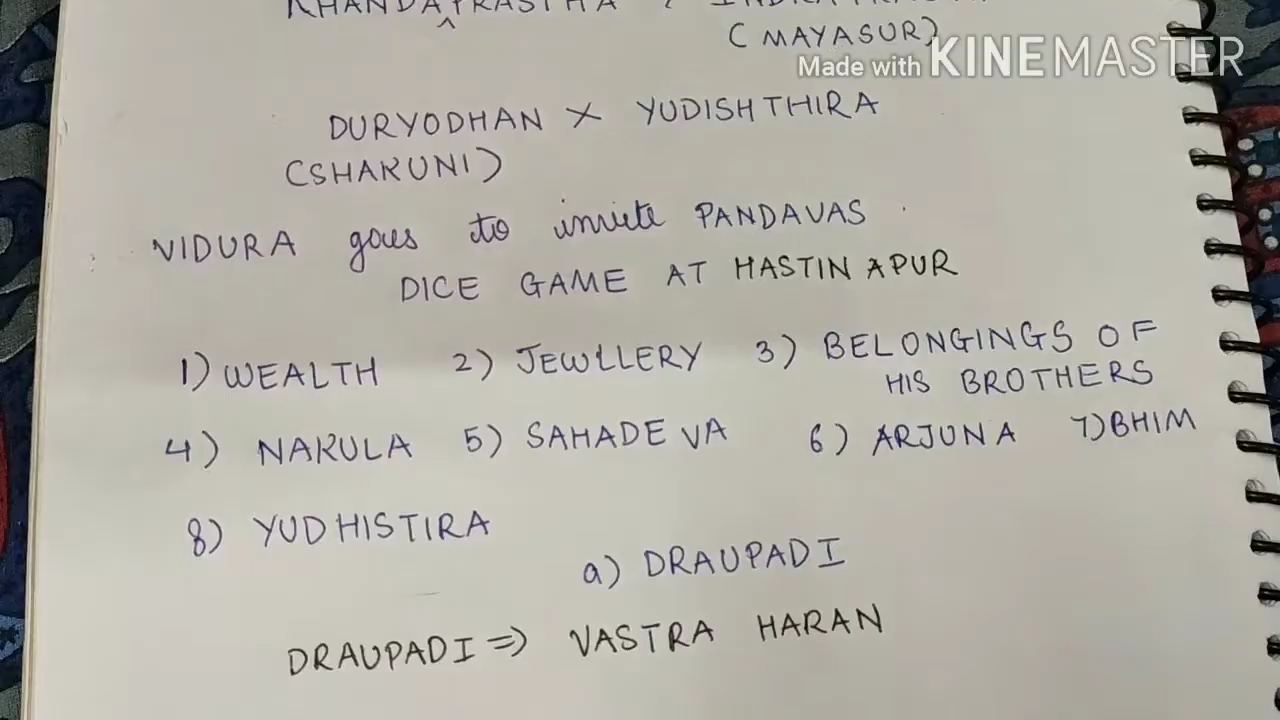 KHANDAPRASTHA
(MAYASUR)
Made with KINEMASTER
DURYODHAN X YUDISHTHIRA
(SHAKUNI)
VIDURA goes to invite PANDAVAS
DICE GAME AT HASTINAPUR
1) WEALTH 2) JEWLLERY 3) BELONGINGS OF
HIS BROTHERS
4) NAKULA 5) SAHADEVA 6) ARJUNA 7) BHIM
8) YUDHISTIRA
a) DRAUPADI
DRAUPADI => VASTRA HARAN